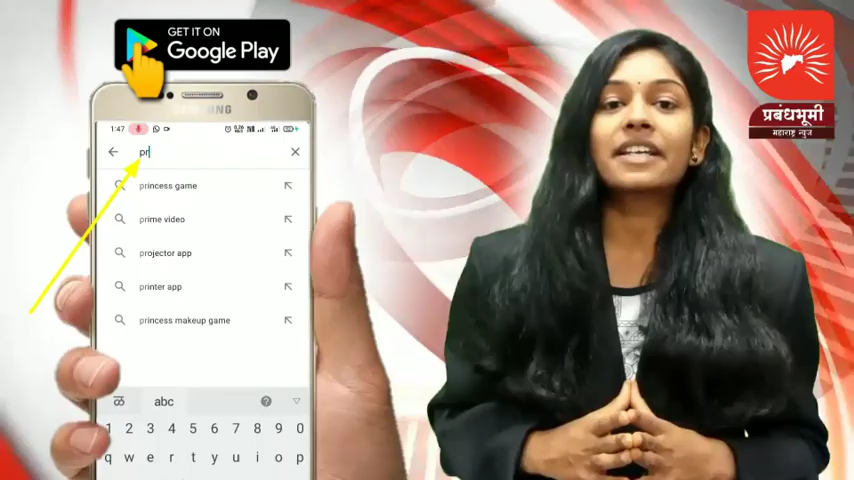 GET IT ON
Google Play
SAMSUNG
1:47
pr
princess game
prime video
projector app
printer app
princess makeup game
abc
1 2 3 4 5 6 7 8 9 0
q w e r t y u i o p
प्रबंधभूमी
महाराष्ट्र न्युज